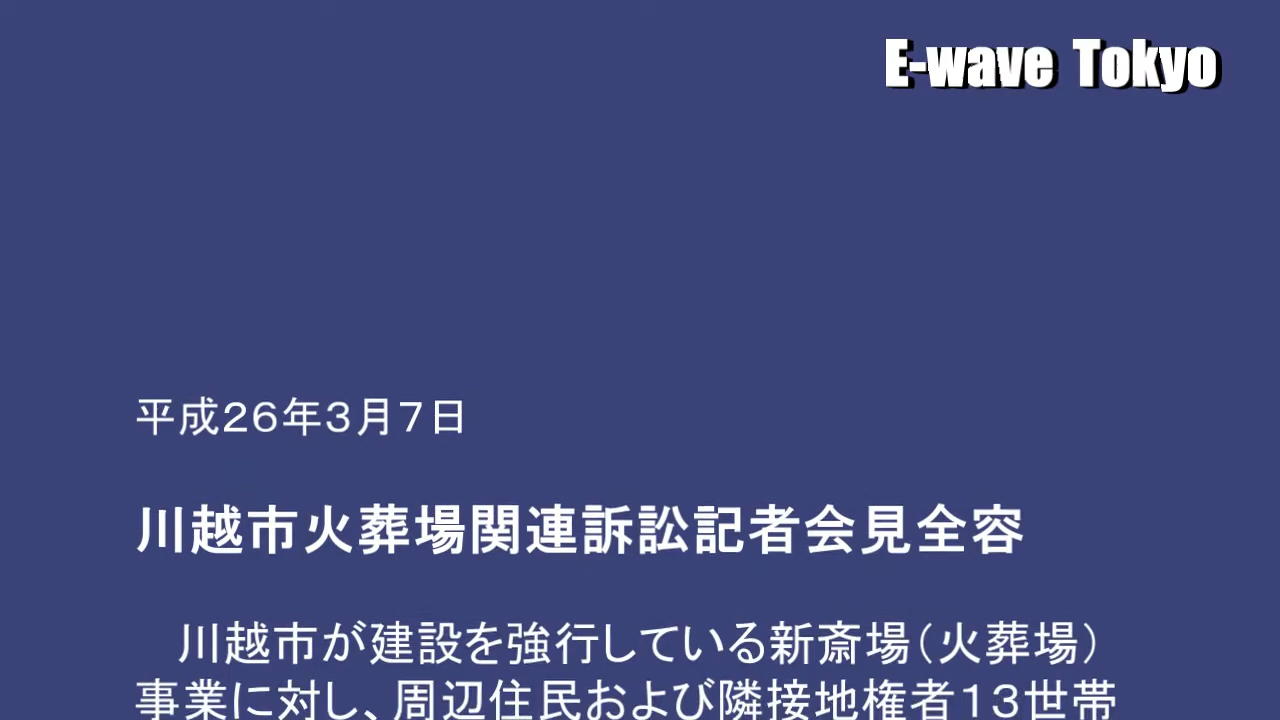 E-wave Tokyo
平成26年3月7日
川越市火葬場関連訴訟記者会見全容
川越市が建設を強行している新斎場（火葬場）
事業に対し、周辺住民および隣接地権者13世帯